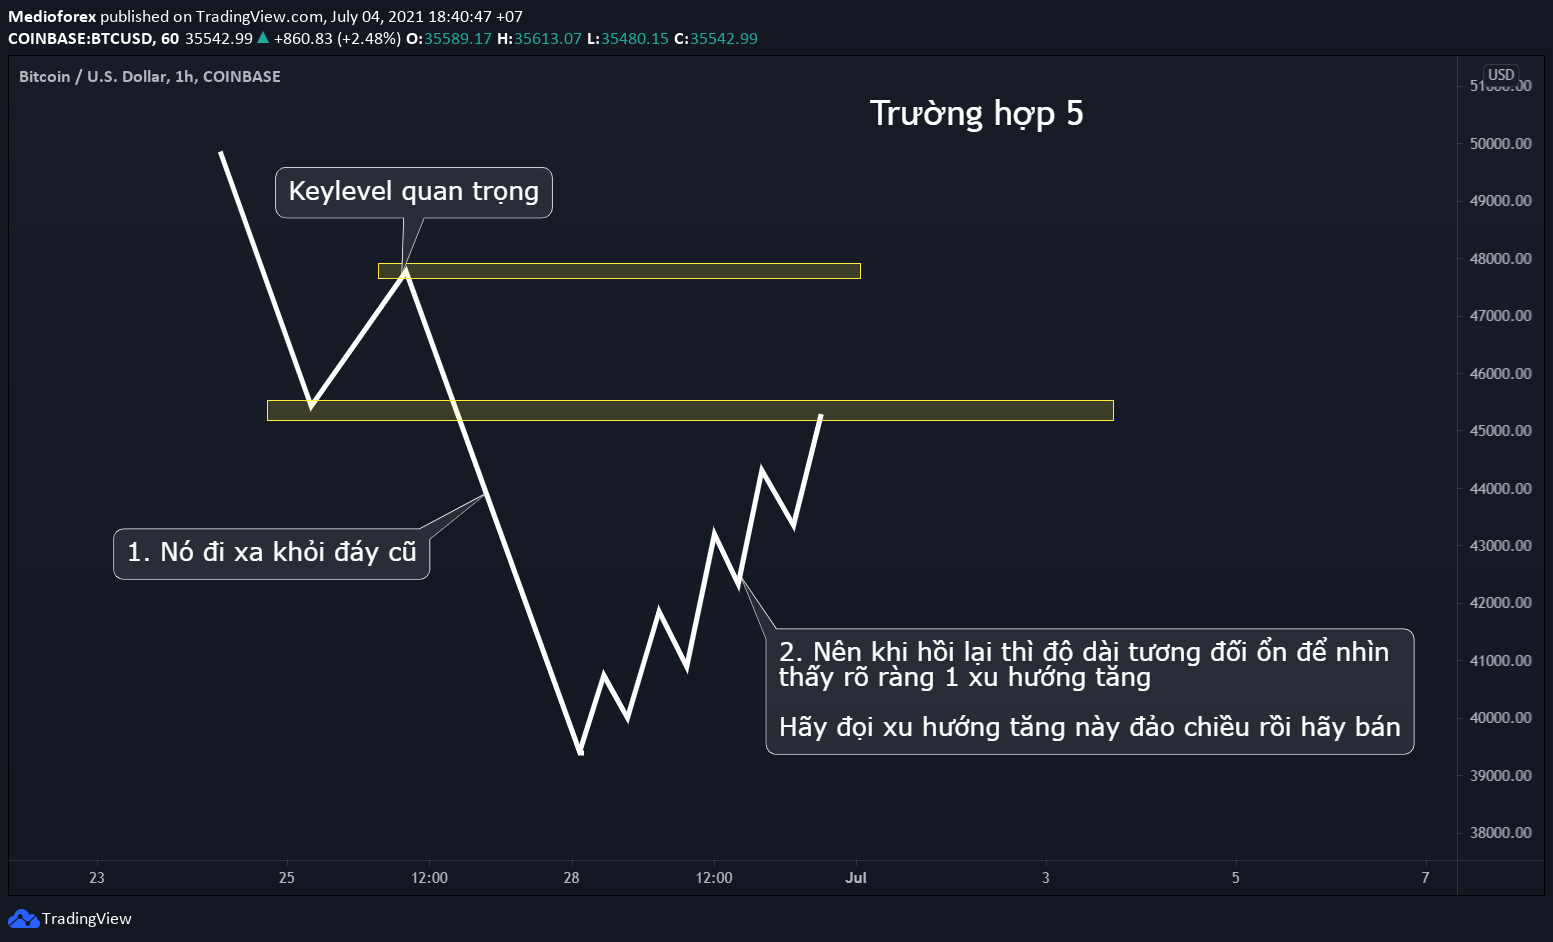 Medioforex published on TradingView.com, July 04, 2021 18:40:47 +07
COINBASE:BTCUSD, 60 35542.99 ▲ +860.83 (+2.48%) O:35589.17 H:35613.07 L:35480.15 C:35542.99
Bitcoin / U.S. Dollar, 1h, COINBASE
USD
Trường hợp 5
50000.00
Keylevel quan trọng
49000.00
48000.00
47000.00
46000.00
45000.00
44000.00
1. Nó đi xa khỏi đáy cũ
43000.00
42000.00
2. Nên khi hồi lại thì độ dài tương đối ổn để nhìn
thấy rõ ràng 1 xu hướng tăng
Hãy đọi xu hướng tăng này đảo chiều rồi hãy bán
41000.00
40000.00
39000.00
38000.00
23 25 12:00 28 12:00 Jul 3 5 7
TradingView